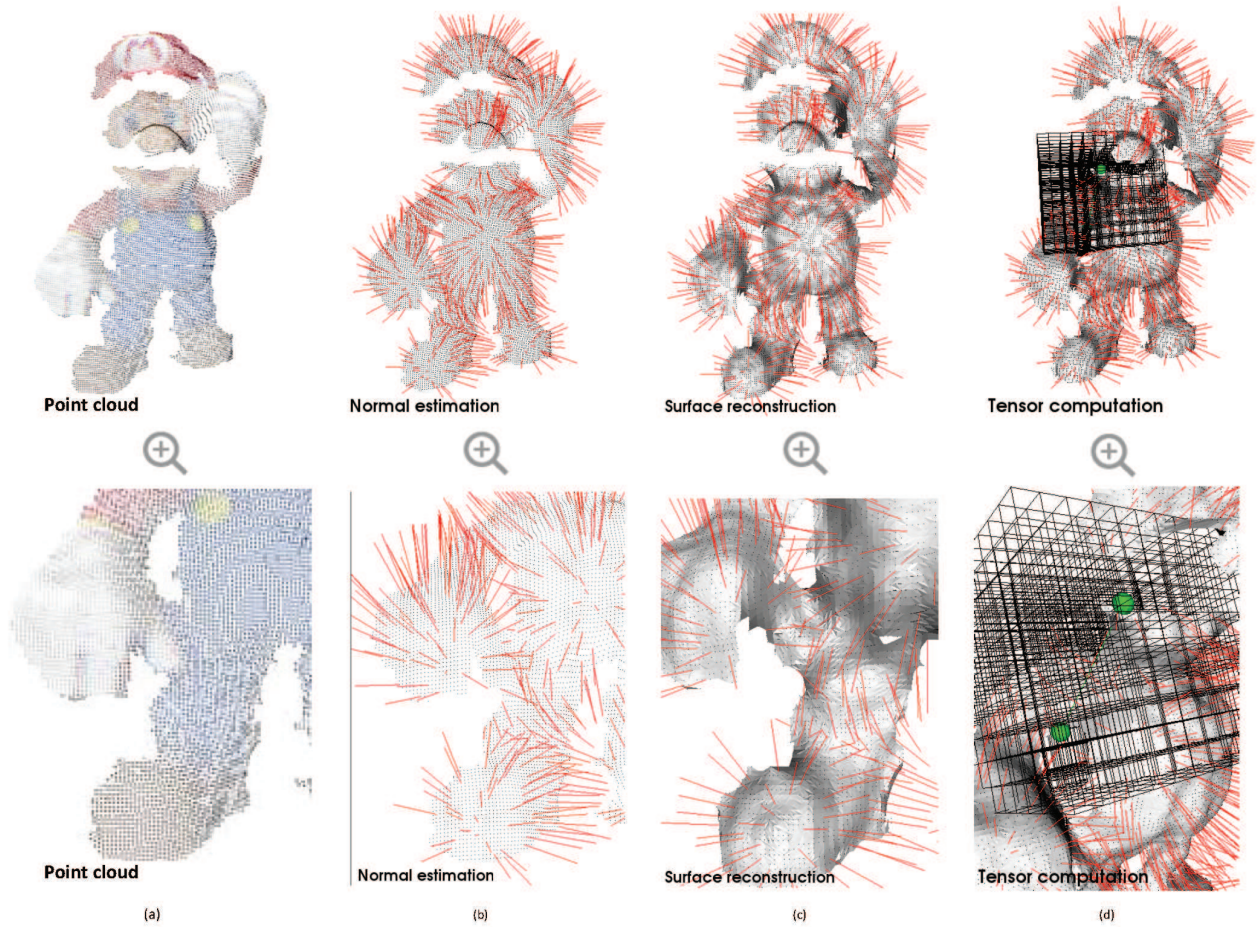 Point cloud
Normal estimation
Surface reconstruction
Tensor computation
Point cloud
Normal estimation
Surface reconstruction
Tensor computation
(a)
(b)
(c)
(d)